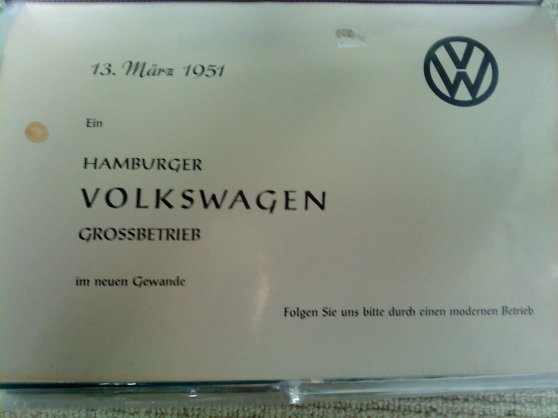 13. März 1951
Ein
HAMBURGER
VOLKSWAGEN
GROSSBETRIEB
im neuen Gewande
Folgen Sie uns bitte durch einen modernen Betrieb